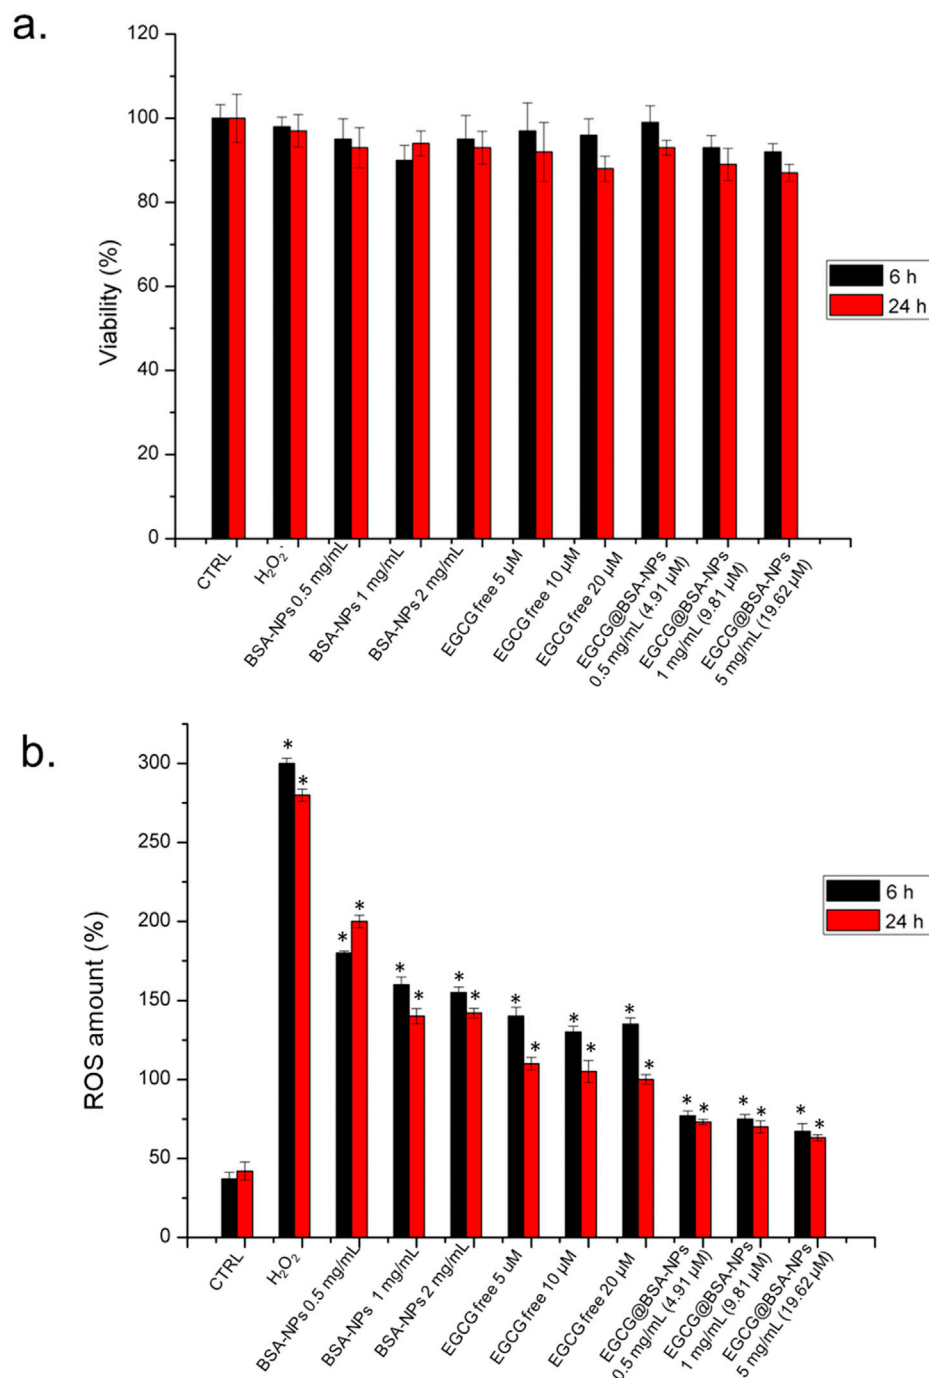 a.
120
100
80
60
40
20
0
Viability (%)
6 h
24 h
CTRL
H₂O₂
BSA-NPs 0.5 mg/mL
BSA-NPs 1 mg/mL
BSA-NPs 2 mg/mL
EGCG free 5 µM
EGCG free 10 µM
EGCG free 20 µM
EGCG@BSA-NPs
0.5 mg/mL (4.91 µM)
EGCG@BSA-NPs
1 mg/mL (9.81 µM)
EGCG@BSA-NPs
5 mg/mL (19.62 µM)
b.
300
250
200
150
100
50
0
ROS amount (%)
* *
* *
* *
* *
* *
* *
* *
* *
* *
* *
6 h
24 h
CTRL
H₂O₂
BSA-NPs 0.5 mg/mL
BSA-NPs 1 mg/mL
BSA-NPs 2 mg/mL
EGCG free 5 uM
EGCG free 10 µM
EGCG free 20 µM
EGCG@BSA-NPs
0.5 mg/mL (4.91 µM)
EGCG@BSA-NPs
1 mg/mL (9.81 µM)
EGCG@BSA-NPs
5 mg/mL (19.62 µM)